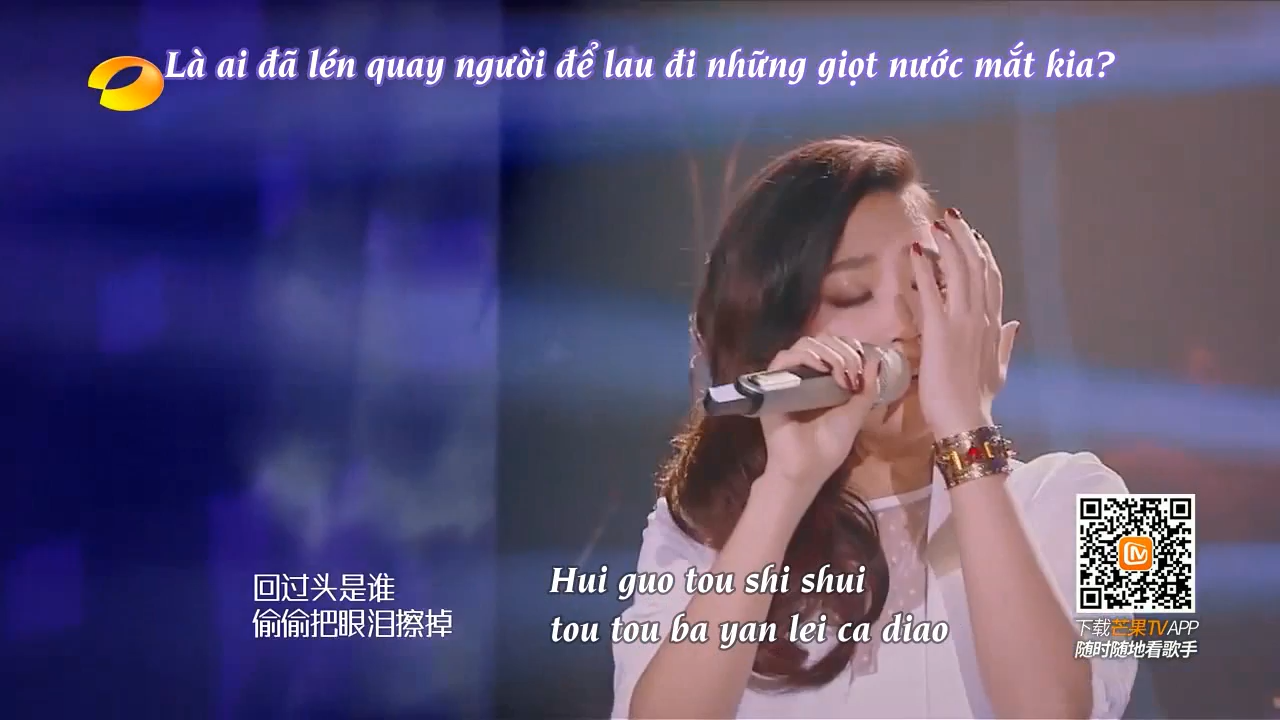 Là ai đã lén quay người để lau đi những giọt nước mắt kia?
回过头是谁
偷偷把眼泪擦掉
Hui guo tou shi shui
tou tou ba yan lei ca diao
下载芒果TV APP
随时随地看歌手